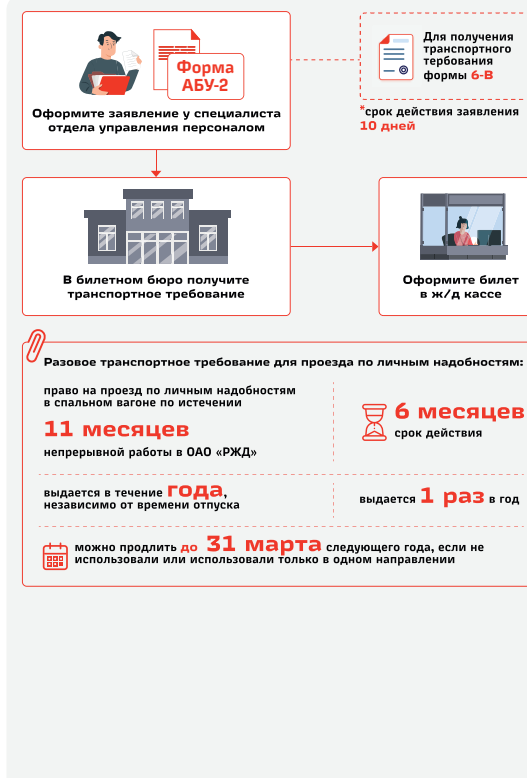 Форма
АБУ-2
Оформите заявление у специалиста
отдела управления персоналом
Для получения
транспортного
тербования
формы 6-В
*срок действия заявления
10 дней
В билетном бюро получите
транспортное требование
Оформите билет
в ж/д кассе
Разовое транспортное требование для проезда по личным надобностям:
право на проезд по личным надобностям
в спальном вагоне по истечении
11 месяцев
непрерывной работы в ОАО «РЖД»
6 месяцев
срок действия
выдается в течение года,
независимо от времени отпуска
выдается 1 раз в год
можно продлить до 31 марта следующего года, если не
использовали или использовали только в одном направлении